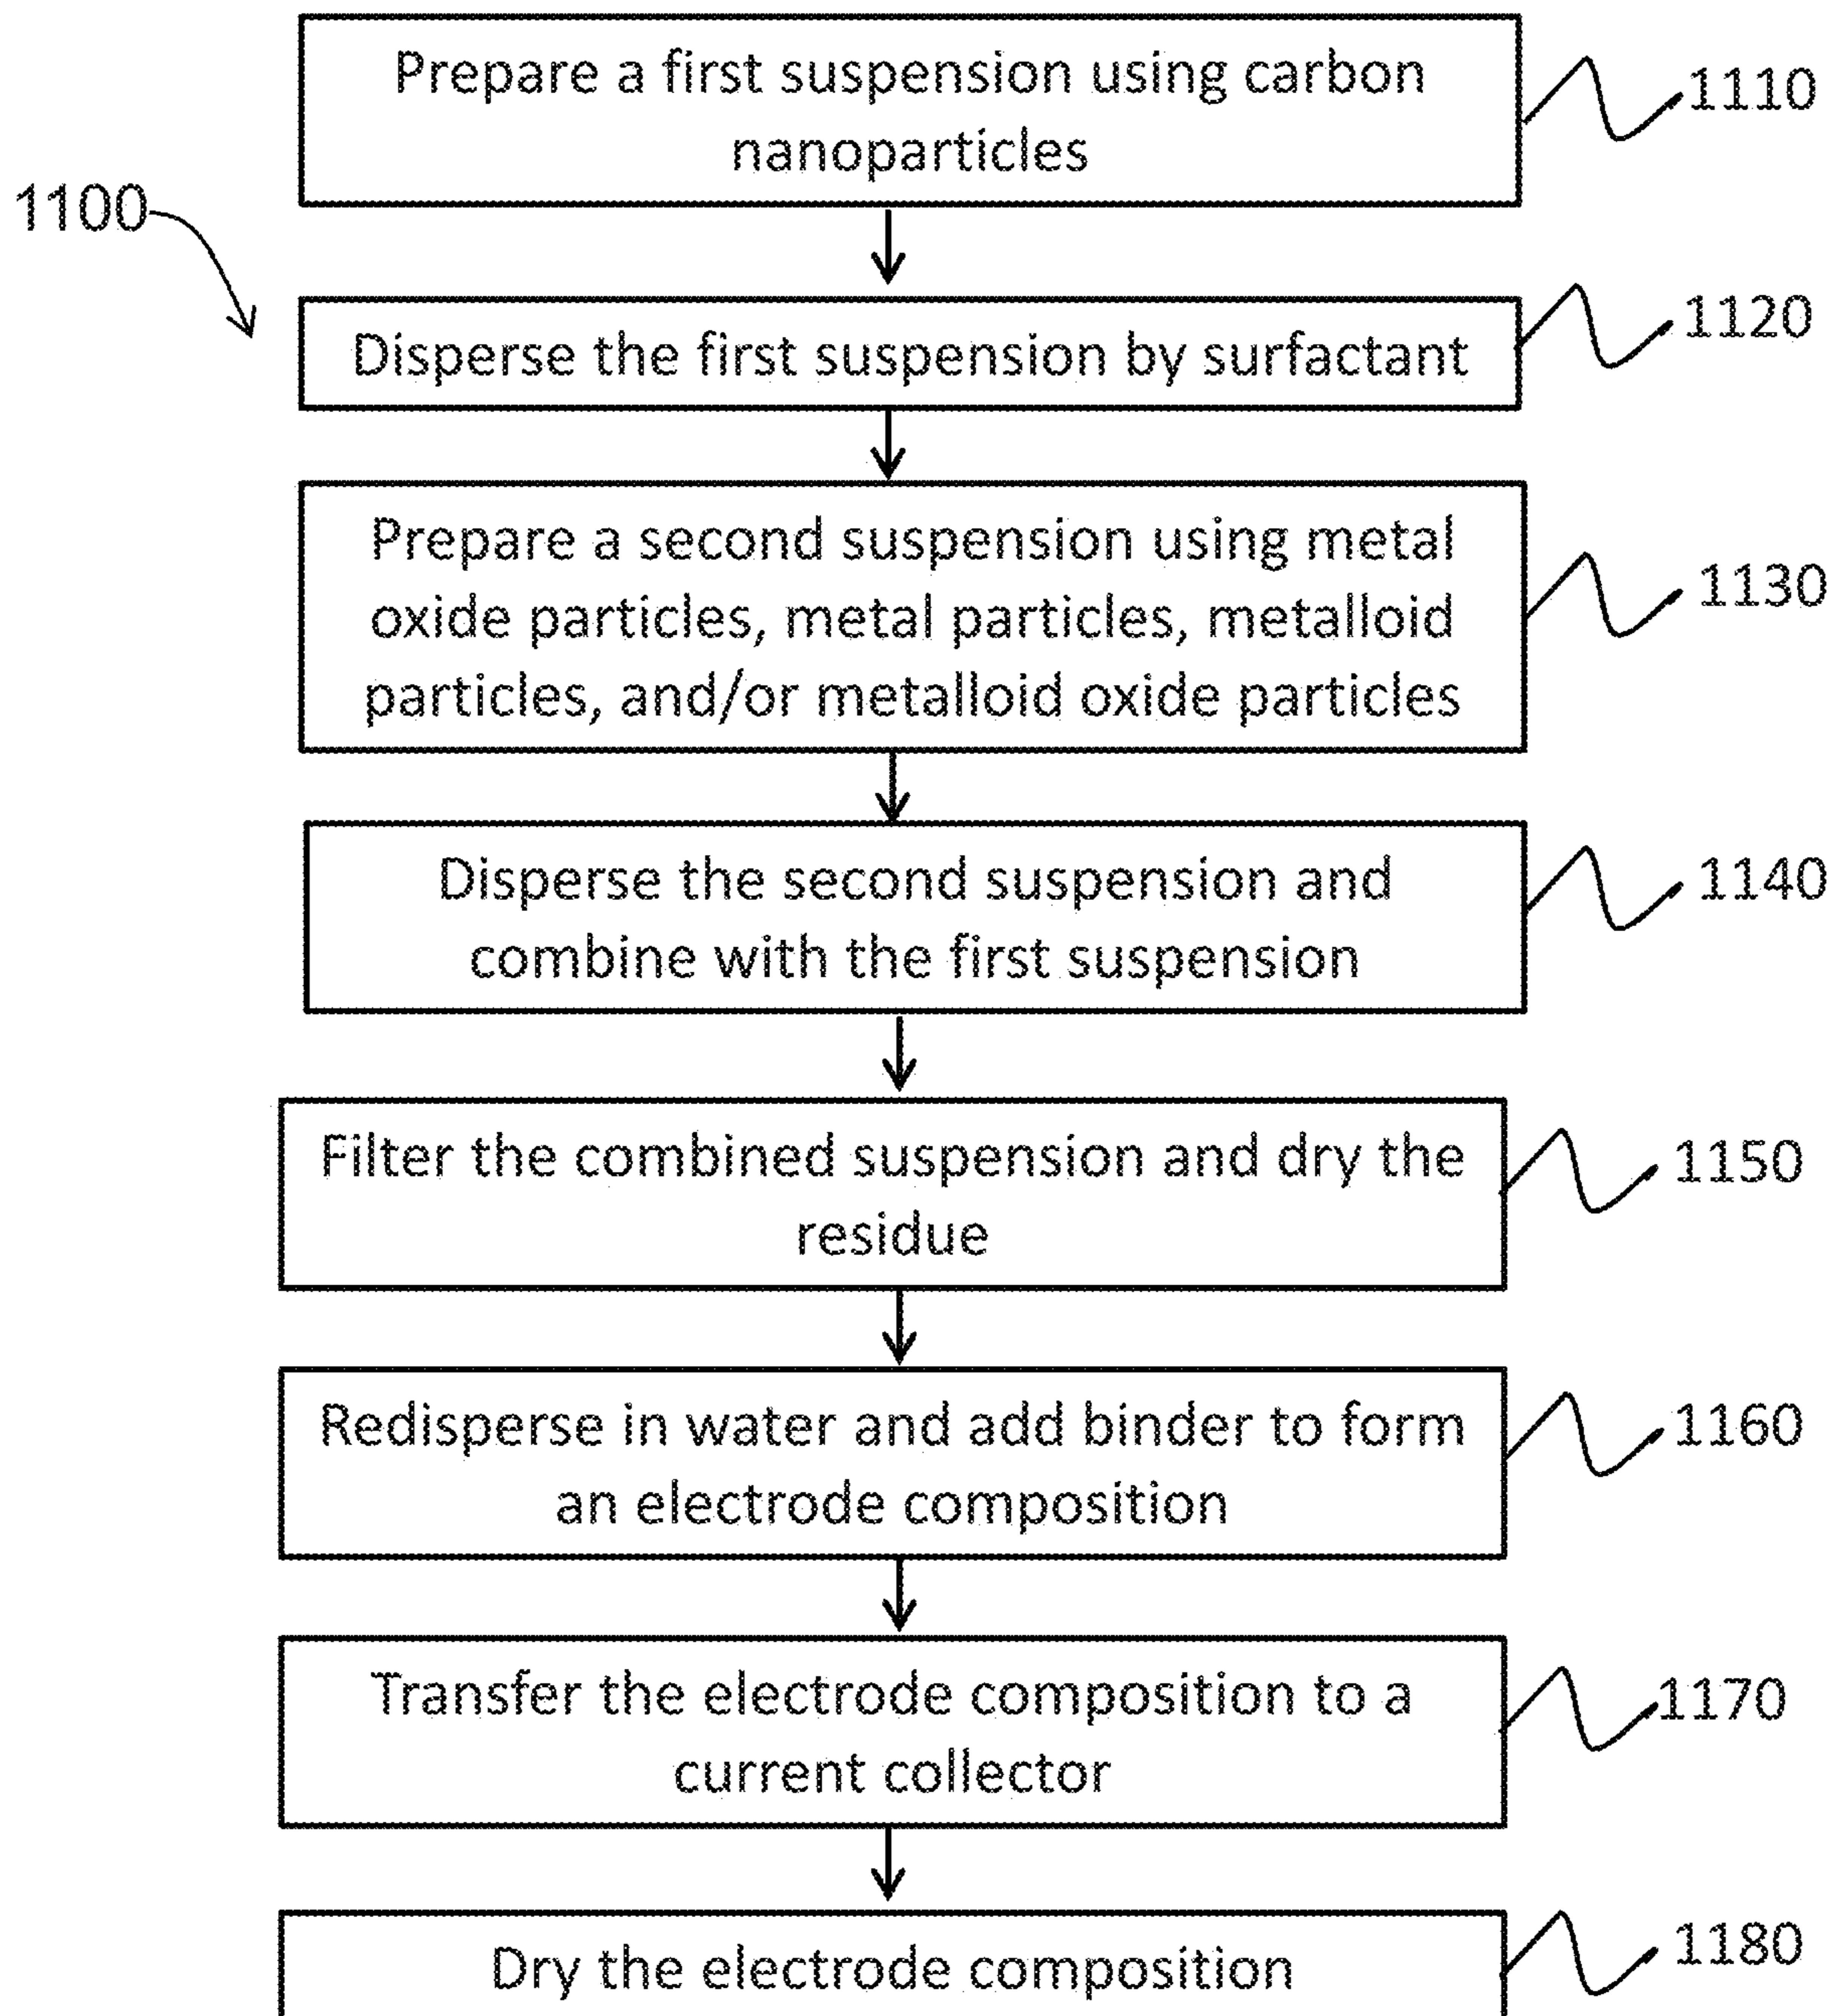 Prepare a first suspension using carbon
nanoparticles
1110
1100
Disperse the first suspension by surfactant
1120
Prepare a second suspension using metal
oxide particles, metal particles, metalloid
particles, and/or metalloid oxide particles
1130
Disperse the second suspension and
combine with the first suspension
1140
Filter the combined suspension and dry the
residue
1150
Redisperse in water and add binder to form
an electrode composition
1160
Transfer the electrode composition to a
current collector
1170
Dry the electrode composition
1180